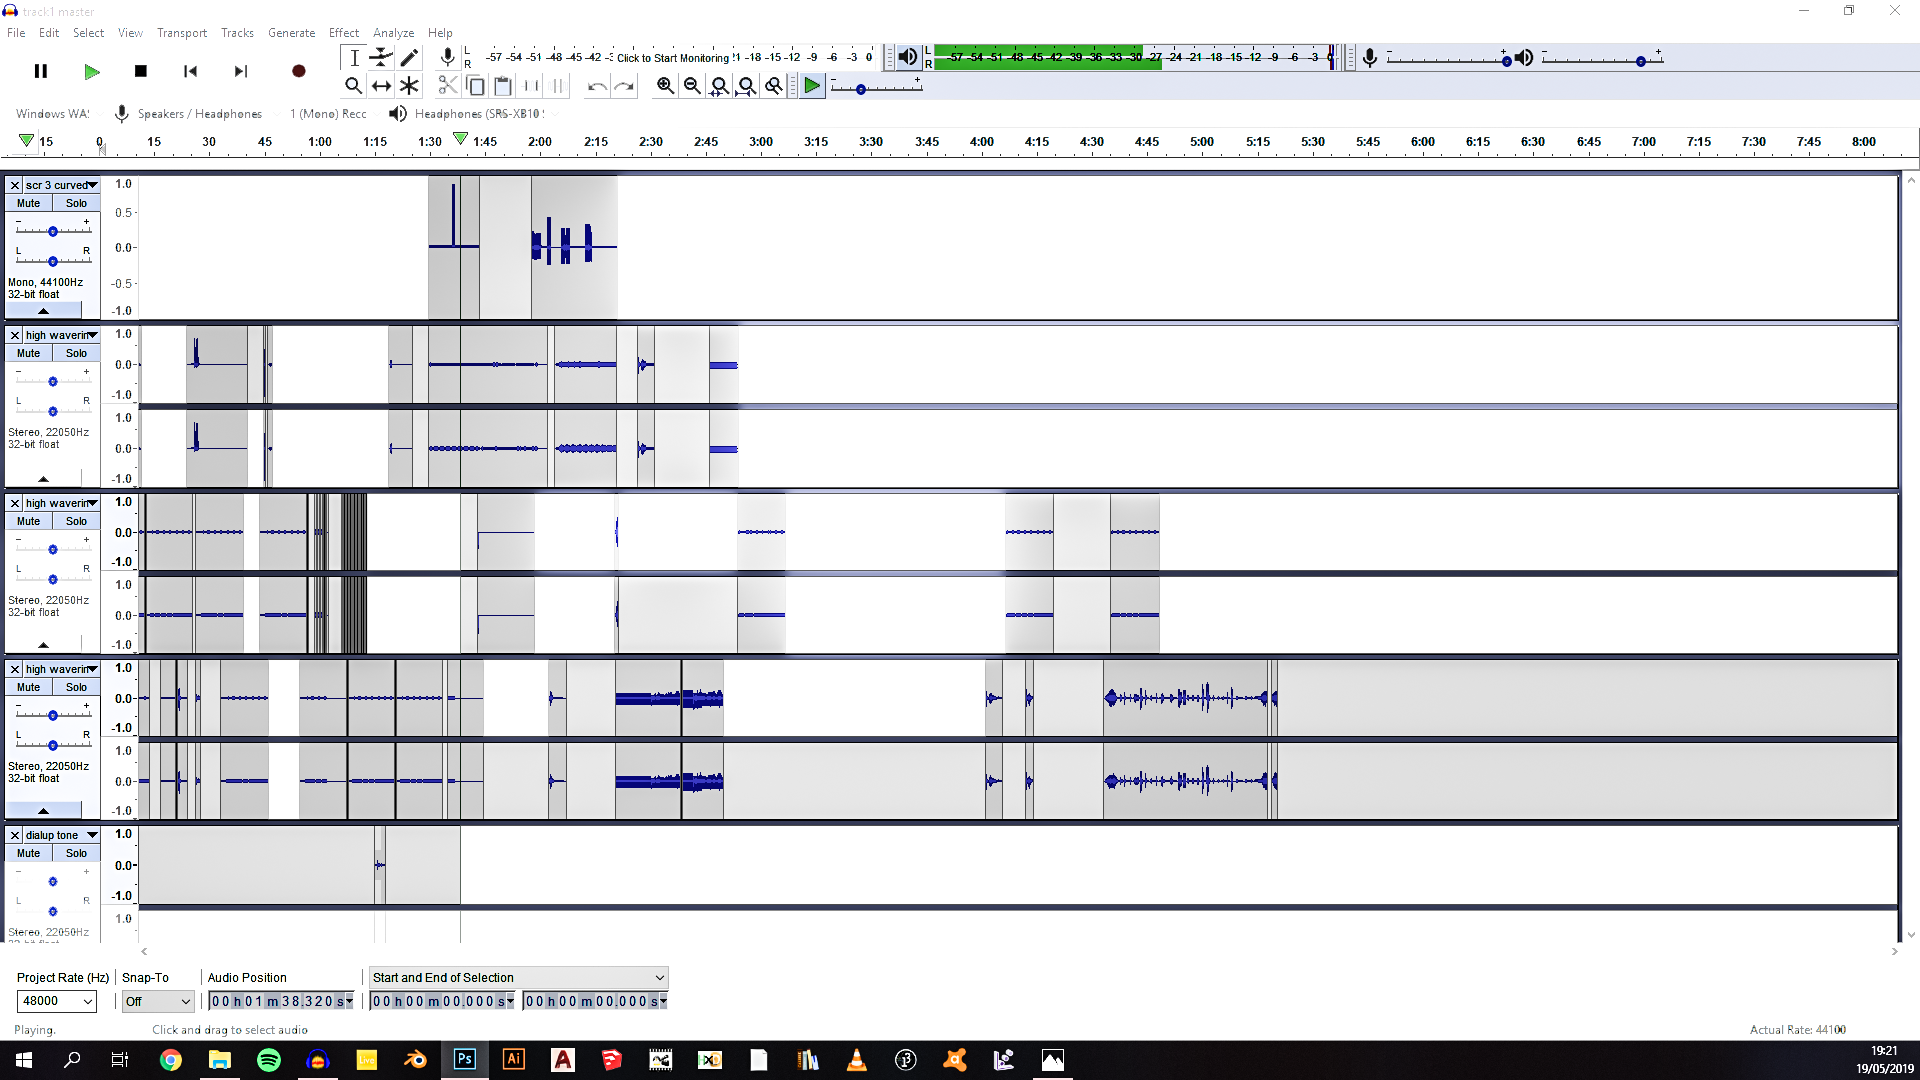 track1 master
File Edit Select View Transport Tracks Generate Effect Analyze Help
L
R
-57 -54 -51 -48 -45 -42 Click to Start Monitoring -18 -15 -12 -9 -6 -3 0
L
R
-57 -54 -51 -48 -45 -42 -39 -36 -33 -30 -27 -24 -21 -18 -15 -12 -9 -6 -3 0
Speakers / Headphones 1 (Mono) Recc Headphones (SRS-XB10
15 0 15 30 45 1:00 1:15 1:30 1:45 2:00 2:15 2:30 2:45 3:00 3:15 3:30 3:45 4:00 4:15 4:30 4:45 5:00 5:15 5:30 5:45 6:00 6:15 6:30 6:45 7:00 7:15 7:30 7:45 8:00
scr 3 curved
Mute Solo
L R
Mono, 44100Hz
32-bit float
1.0
0.5
0.0
-0.5
-1.0
high waverin
Mute Solo
L R
Stereo, 22050Hz
32-bit float
1.0
0.0
-1.0
1.0
0.0
-1.0
high waverin
Mute Solo
L R
Stereo, 22050Hz
32-bit float
1.0
0.0
-1.0
1.0
0.0
-1.0
high waverin
Mute Solo
L R
Stereo, 22050Hz
32-bit float
1.0
0.0
-1.0
1.0
0.0
-1.0
dialup tone
Mute Solo
L R
Stereo, 22050Hz
1.0
0.0
-1.0
1.0
Project Rate (Hz) Snap-To Audio Position Start and End of Selection
48000 Off 00 h 01 m 38.320 s 00 h 00 m 00.000 s 00 h 00 m 00.000 s
Playing. Click and drag to select audio Actual Rate: 44100
Live Ps Ai A
19:21
19/05/2019